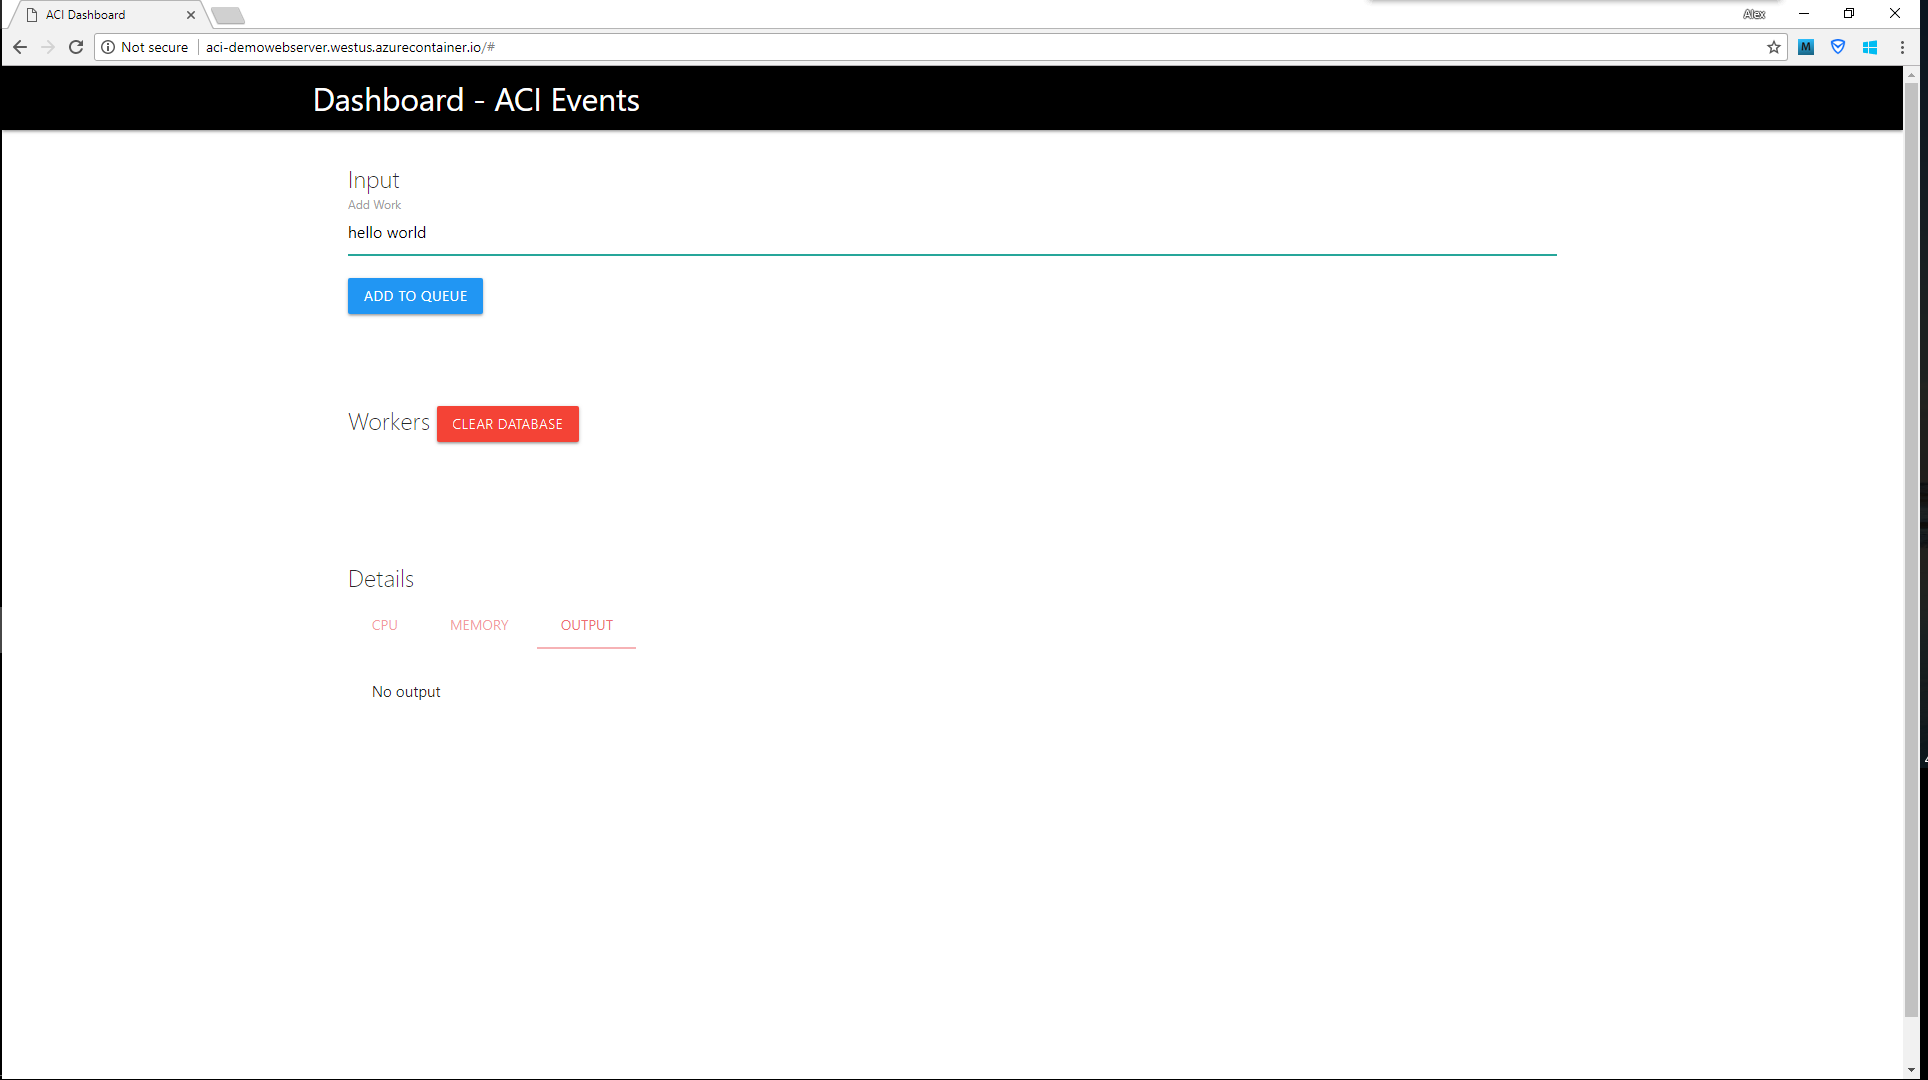 ACI Dashboard
Alex
Not secure aci-demowebserver.westus.azurecontainer.io/#
M
Dashboard - ACI Events
Input
Add Work
hello world
ADD TO QUEUE
Workers CLEAR DATABASE
Details
CPU MEMORY OUTPUT
No output